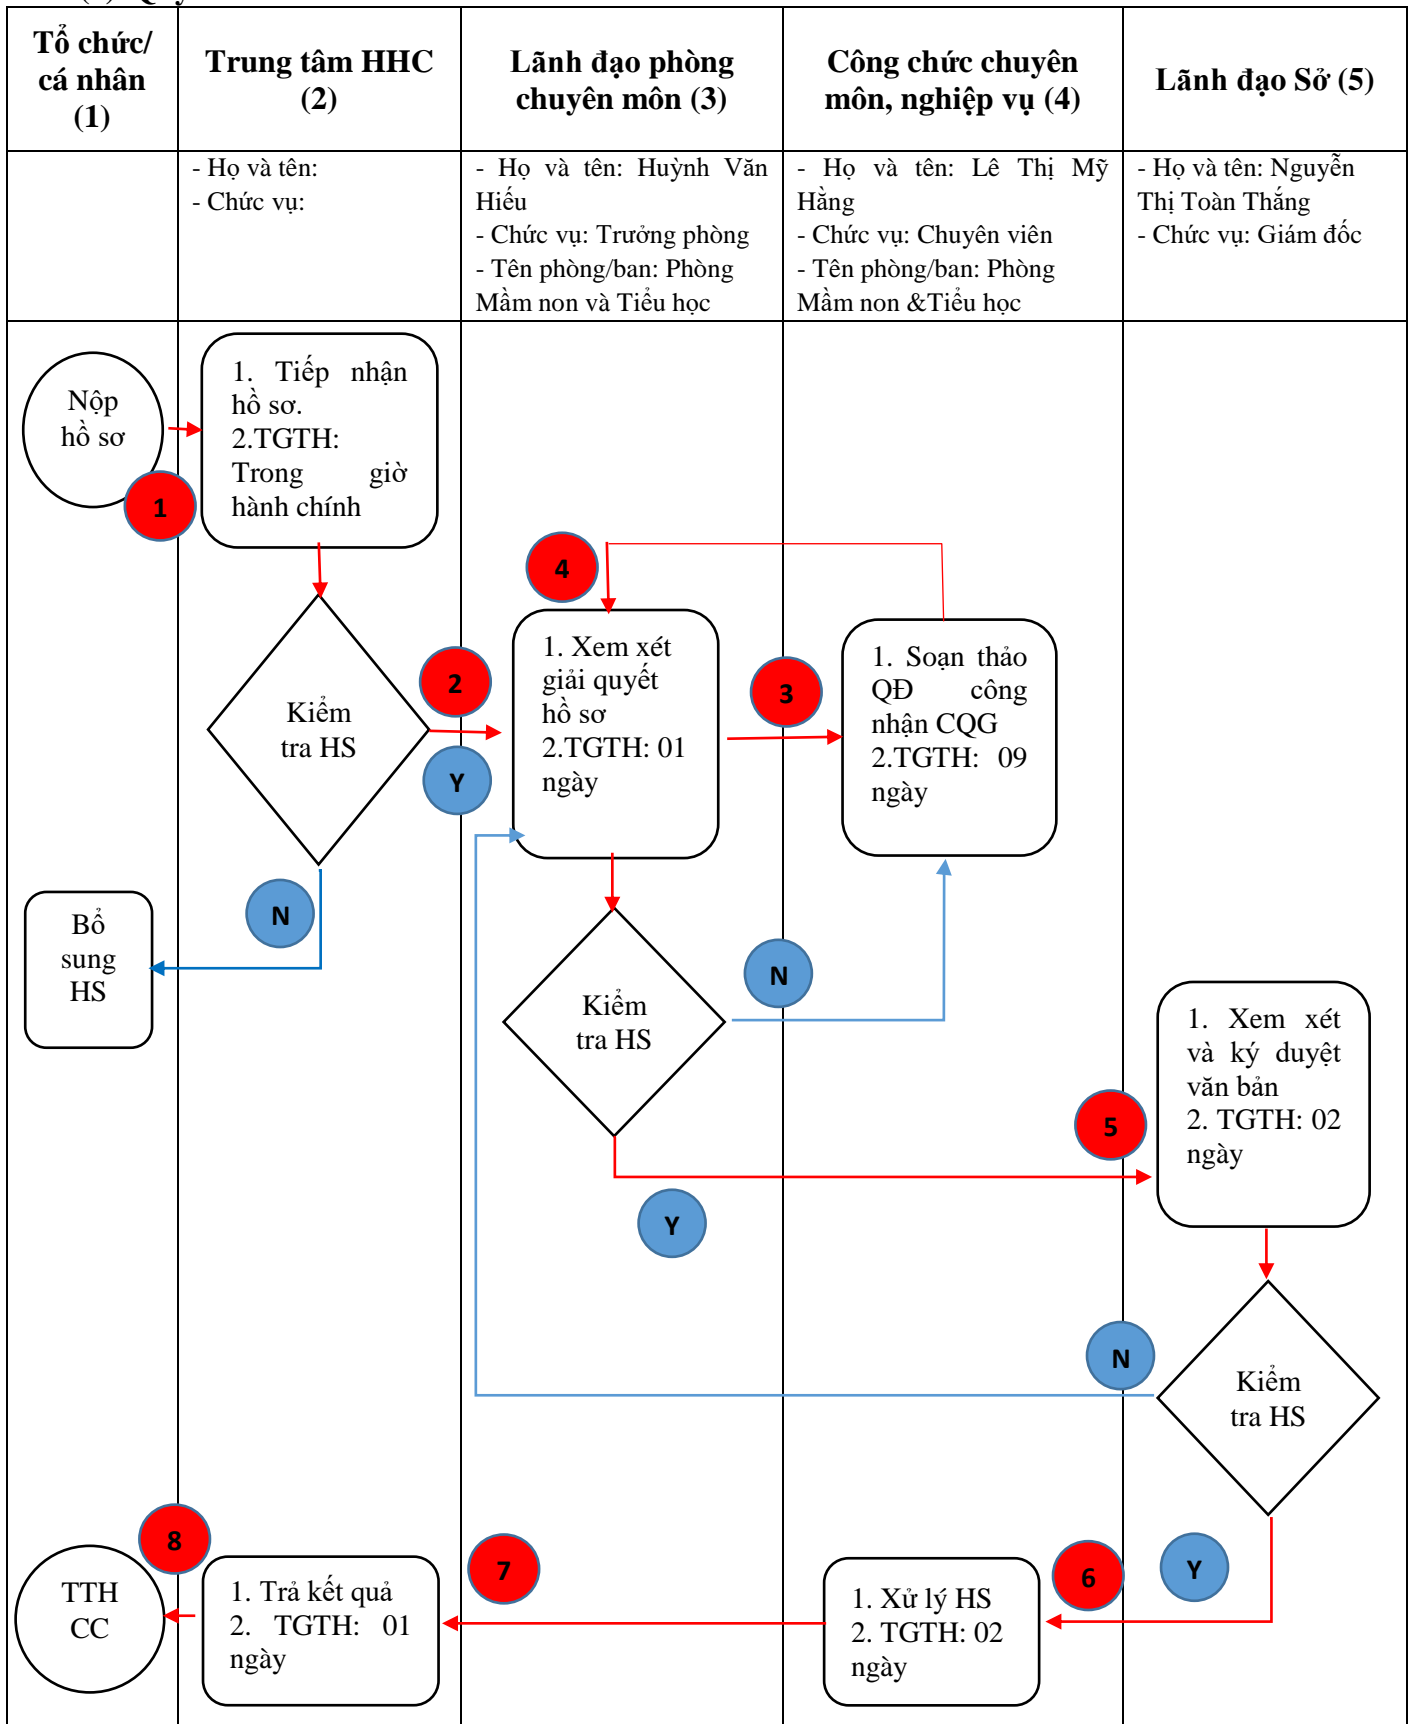 Tổ chức/
cá nhân
(1)
Trung tâm HHC
(2)
Lãnh đạo phòng
chuyên môn (3)
Công chức chuyên
môn, nghiệp vụ (4)
Lãnh đạo Sở (5)
- Họ và tên:
- Chức vụ:
- Họ và tên: Huỳnh Văn
Hiếu
- Chức vụ: Trưởng phòng
- Tên phòng/ban: Phòng
Mầm non và Tiểu học
- Họ và tên: Lê Thị Mỹ
Hằng
- Chức vụ: Chuyên viên
- Tên phòng/ban: Phòng
Mầm non &Tiểu học
- Họ và tên: Nguyễn
Thị Toàn Thắng
- Chức vụ: Giám đốc
Nộp
hồ sơ
1
1. Tiếp nhận
hồ sơ.
2.TGTH:
Trong giờ
hành chính
4
Kiểm
tra HS
2
Y
1. Xem xét
giải quyết
hồ sơ
2.TGTH: 01
ngày
3
1. Soạn thảo
QĐ công
nhận CQG
2.TGTH: 09
ngày
N
Bổ
sung
HS
Kiểm
tra HS
N
1. Xem xét
và ký duyệt
văn bản
2. TGTH: 02
ngày
5
Y
N
Kiểm
tra HS
8
TTH
CC
1. Trả kết quả
2. TGTH: 01
ngày
7
1. Xử lý HS
2. TGTH: 02
ngày
6
Y